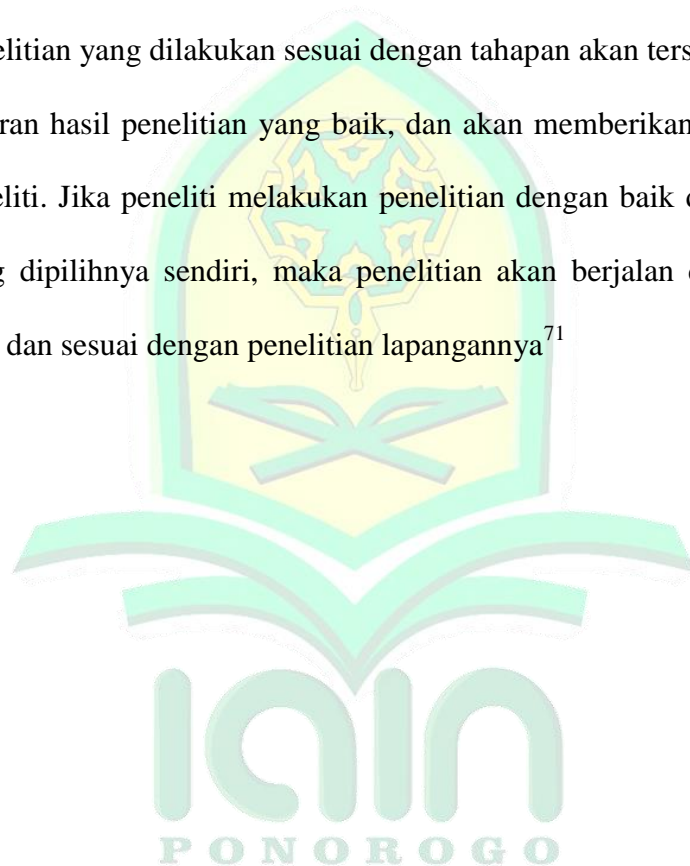 elitian yang dilakukan sesuai dengan tahapan akan ters
ran hasil penelitian yang baik, dan akan memberikan
eliti. Jika peneliti melakukan penelitian dengan baik
g dipilihnya sendiri, maka penelitian akan berjalan
dan sesuai dengan penelitian lapangannya71
iain
PONOROGO